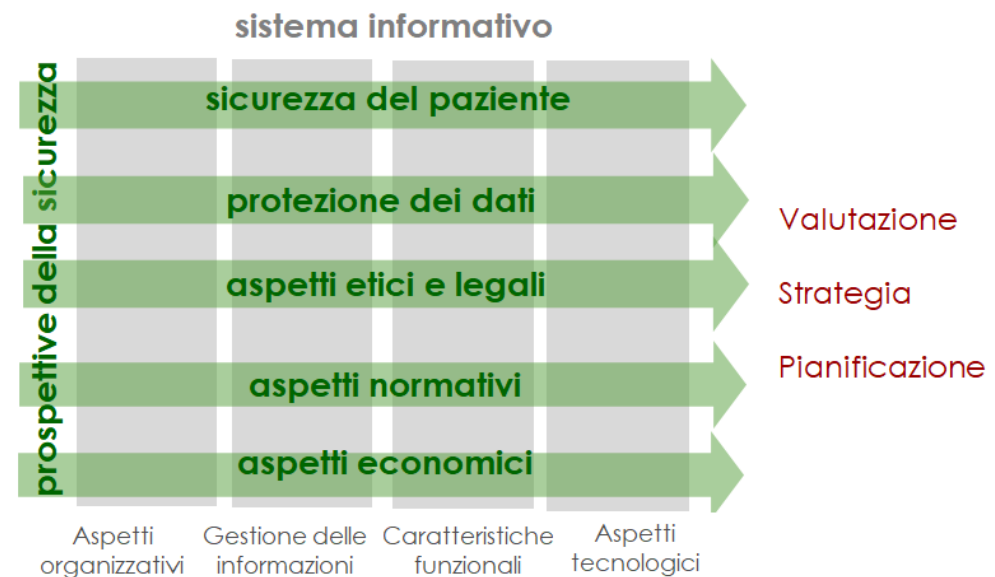 sistema informativo
prospettive della sicurezza
sicurezza del paziente
protezione dei dati
aspetti etici e legali
aspetti normativi
aspetti economici
Valutazione
Strategia
Pianificazione
Aspetti
organizzativi
Gestione delle
informazioni
Caratteristiche
funzionali
Aspetti
tecnologici